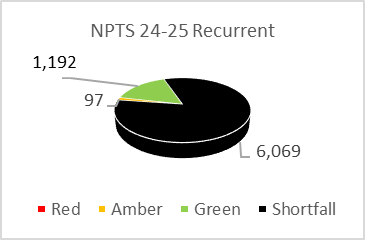 NPTS 24-25 Recurrent
1,192
97
6,069
Red Amber Green Shortfall